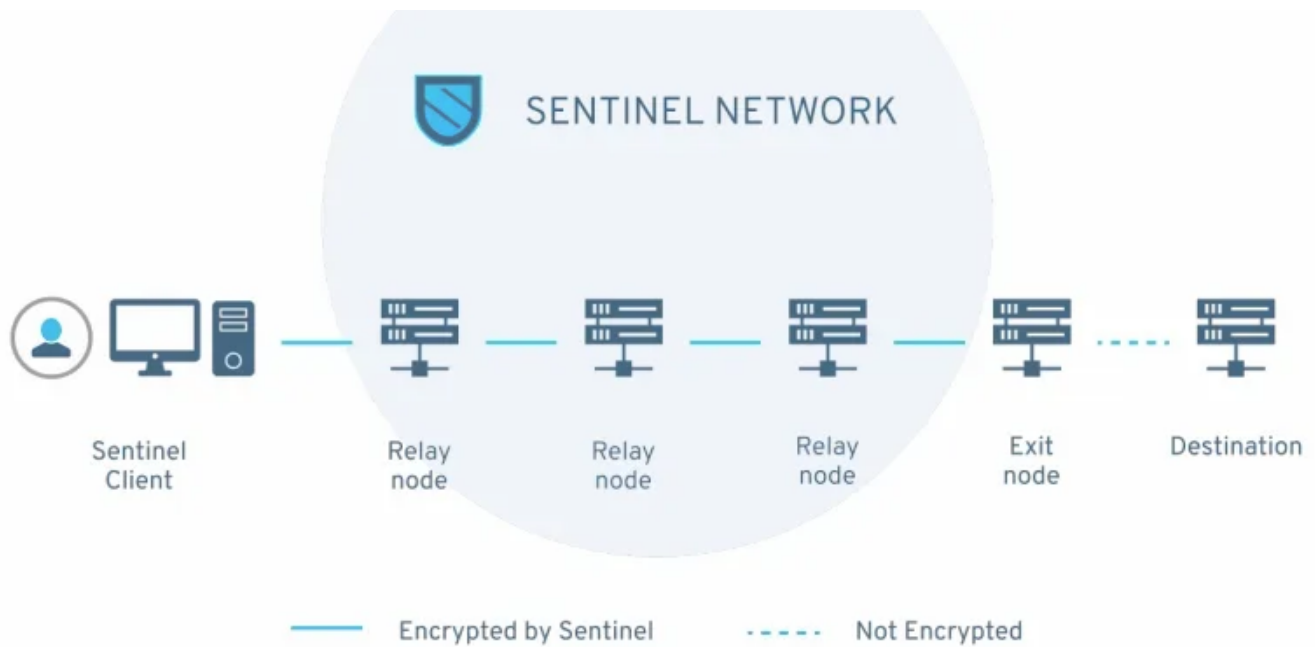 SENTINEL NETWORK
Sentinel
Client
Relay
node
Relay
node
Relay
node
Exit
node
Destination
Encrypted by Sentinel
Not Encrypted